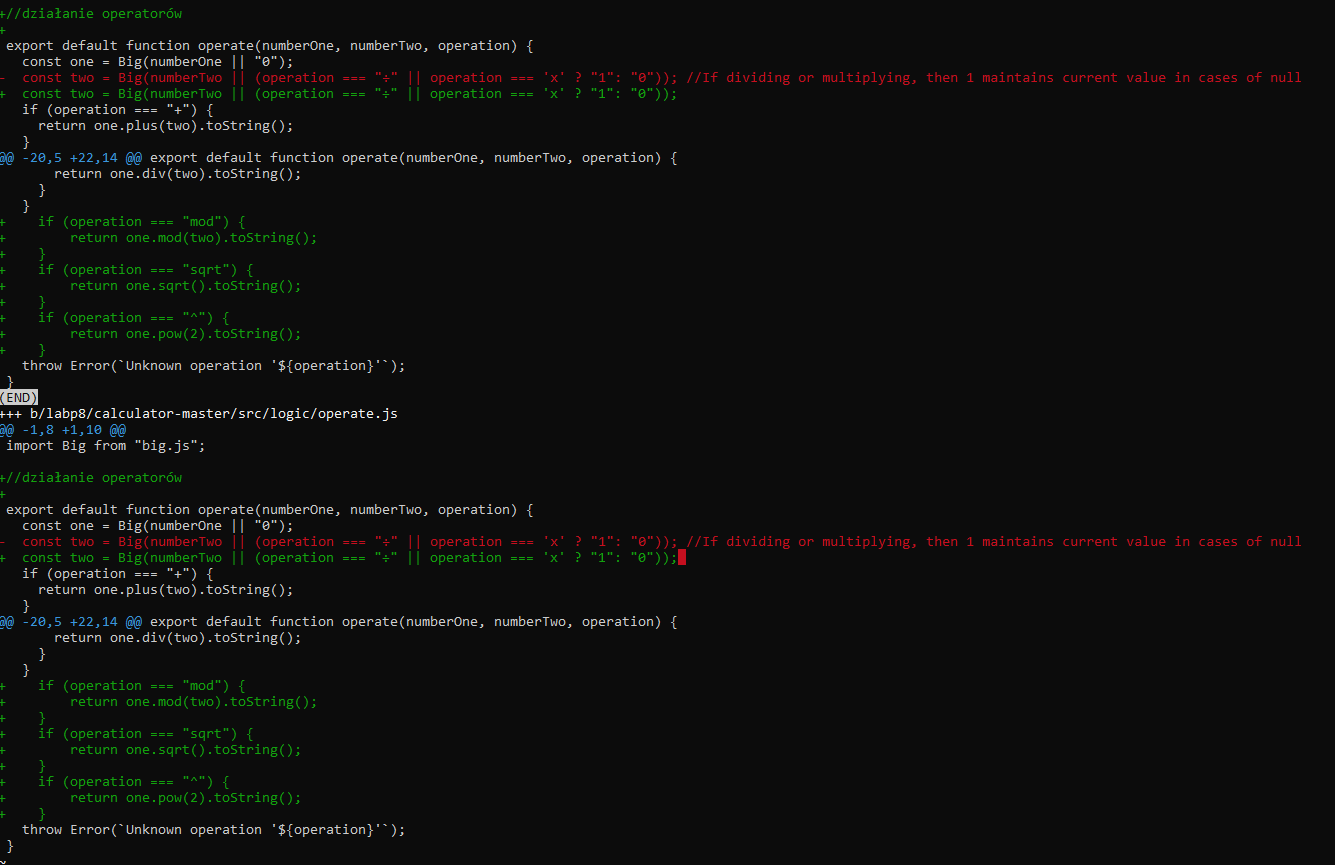 +//działanie operatorów
+
 export default function operate(numberOne, numberTwo, operation) {
   const one = Big(numberOne || "0");
-  const two = Big(numberTwo || (operation === "÷" || operation === 'x' ? "1": "0")); //If dividing or multiplying, then 1 maintains current value in cases of null
+  const two = Big(numberTwo || (operation === "÷" || operation === 'x' ? "1": "0"));
   if (operation === "+") {
     return one.plus(two).toString();
   }
@@ -20,5 +22,14 @@ export default function operate(numberOne, numberTwo, operation) {
       return one.div(two).toString();
     }
   }
+    if (operation === "mod") {
+        return one.mod(two).toString();
+    }
+    if (operation === "sqrt") {
+        return one.sqrt().toString();
+    }
+    if (operation === "^") {
+        return one.pow(2).toString();
+    }
   throw Error(`Unknown operation '${operation}'`);
 }
(END)
+++ b/labp8/calculator-master/src/logic/operate.js
@@ -1,8 +1,10 @@
 import Big from "big.js";

+//działanie operatorów
+
 export default function operate(numberOne, numberTwo, operation) {
   const one = Big(numberOne || "0");
-  const two = Big(numberTwo || (operation === "÷" || operation === 'x' ? "1": "0")); //If dividing or multiplying, then 1 maintains current value in cases of null
+  const two = Big(numberTwo || (operation === "÷" || operation === 'x' ? "1": "0"));
   if (operation === "+") {
     return one.plus(two).toString();
   }
@@ -20,5 +22,14 @@ export default function operate(numberOne, numberTwo, operation) {
       return one.div(two).toString();
     }
   }
+    if (operation === "mod") {
+        return one.mod(two).toString();
+    }
+    if (operation === "sqrt") {
+        return one.sqrt().toString();
+    }
+    if (operation === "^") {
+        return one.pow(2).toString();
+    }
   throw Error(`Unknown operation '${operation}'`);
 }
~